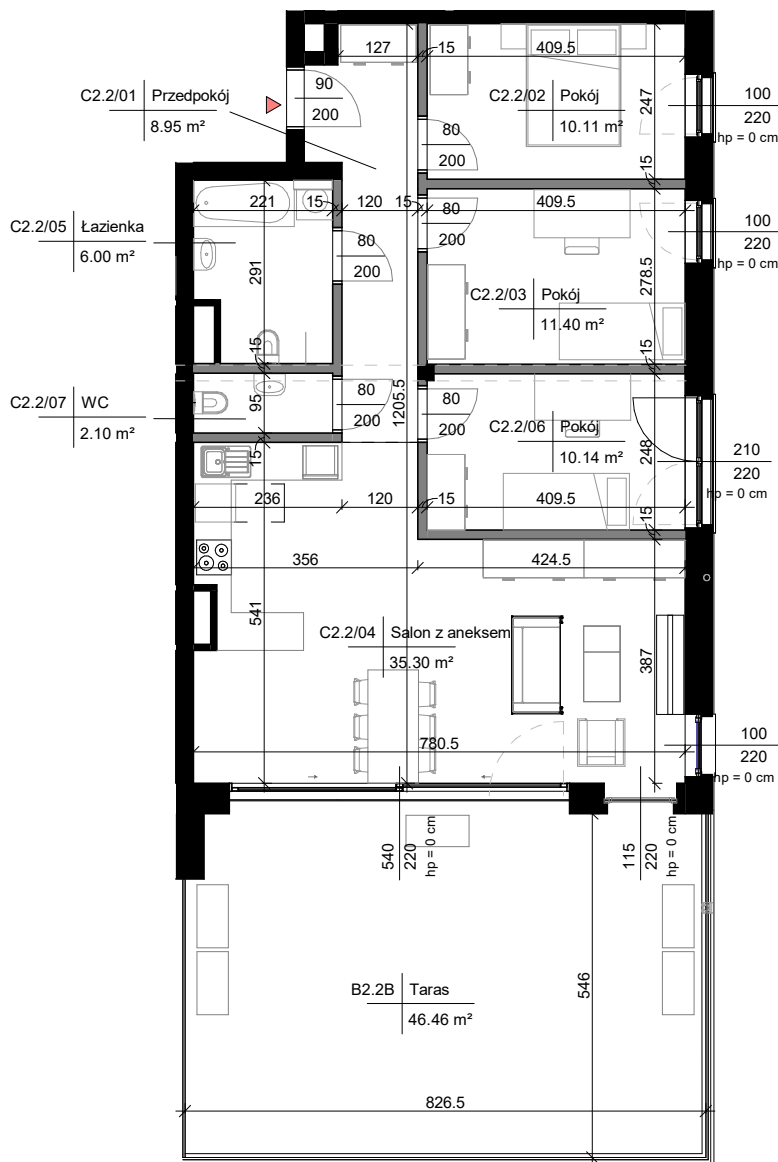 127
15
409.5
90
200
C2.2/01 Przedpokój
8.95 m²
C2.2/02 Pokój
10.11 m²
247
100
220
hp = 0 cm
80
200
15
221
15
120
15
80
200
409.5
C2.2/05 Łazienka
6.00 m²
80
200
291
100
220
hp = 0 cm
278.5
C2.2/03 Pokój
11.40 m²
15
15
C2.2/07 WC
2.10 m²
95
80
200
1205.5
80
200
C2.2/06 Pokój
10.14 m²
248
210
220
hp = 0 cm
15
236
120
15
409.5
15
356
424.5
541
C2.2/04 Salon z aneksem
35.30 m²
387
780.5
100
220
hp = 0 cm
540
220
hp = 0 cm
115
220
hp = 0 cm
B2.2B Taras
46.46 m²
546
826.5